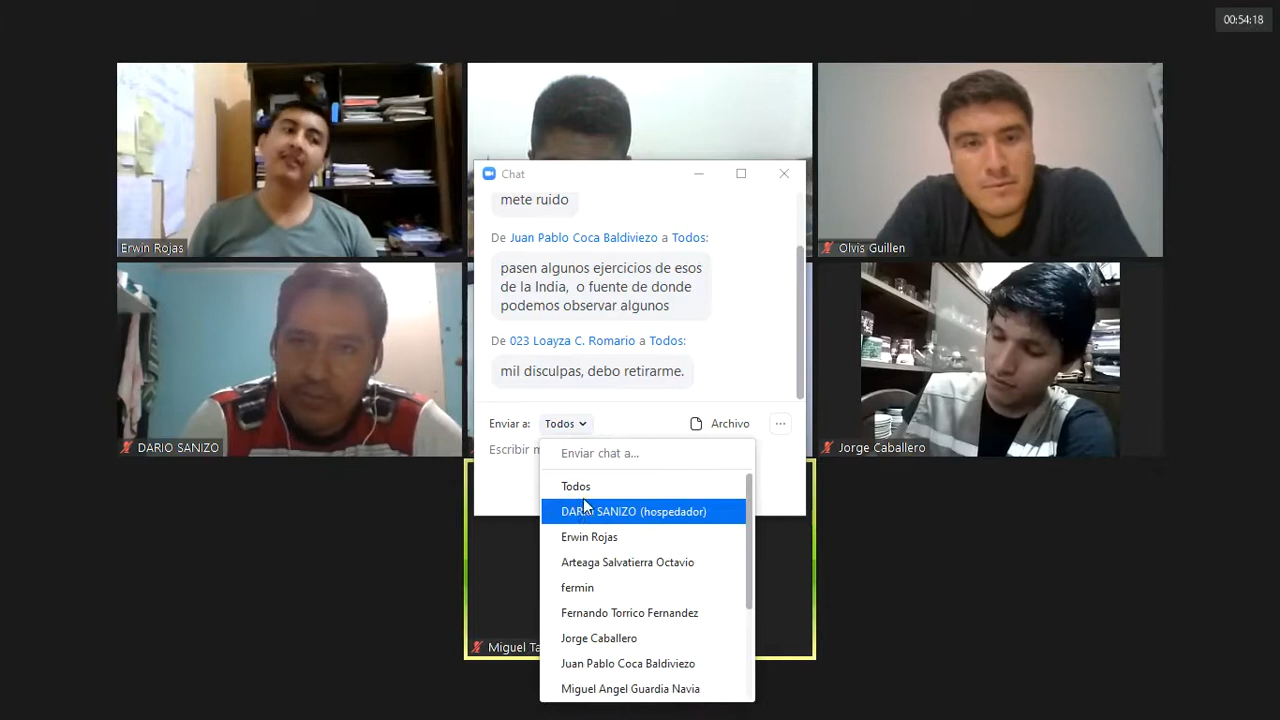 00:54:18
Erwin Rojas
Olvis Guillen
Chat
mete ruido
De Juan Pablo Coca Baldiviezo a Todos:
pasen algunos ejercicios de esos
de la India, o fuente de donde
podemos observar algunos
De 023 Loayza C. Romario a Todos:
mil disculpas, debo retirarme.
Enviar a: Todos
Archivo
Escribir
DARIO SANIZO
Jorge Caballero
Enviar chat a...
Todos
DARIO SANIZO (hospedador)
Erwin Rojas
Arteaga Salvatierra Octavio
fermin
Fernando Torrico Fernandez
Jorge Caballero
Juan Pablo Coca Baldiviezo
Miguel Angel Guardia Navia
Miguel